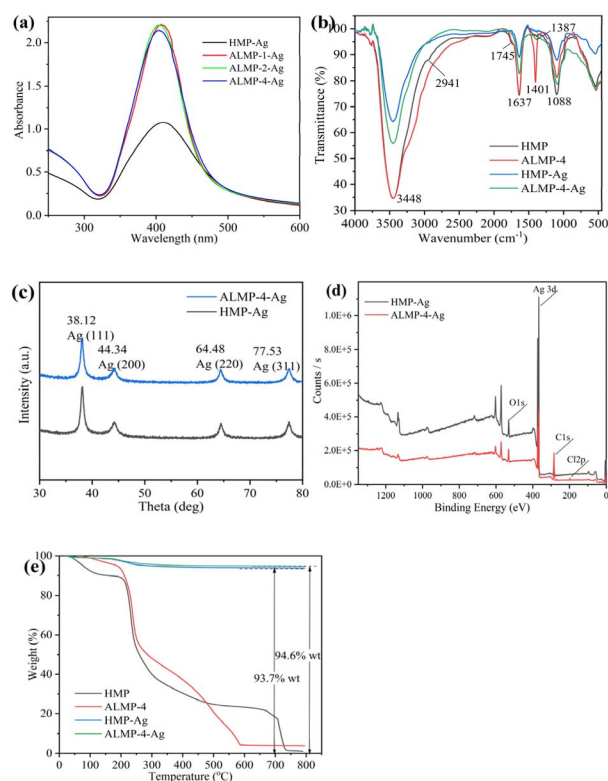 (a)
HMP-Ag
ALMP-1-Ag
ALMP-2-Ag
ALMP-4-Ag
2.0
1.5
1.0
0.5
0.0
Absorbance
200 300 400 500 600
Wavelength (nm)
(b)
1387
1745
2941
1637
1401
1088
3448
HMP
ALMP-4
HMP-Ag
ALMP-4-Ag
100
90
80
70
60
50
40
30
Transmittance (%)
4000 3500 3000 2500 2000 1500 1000 500
Wavenumber (cm-1)
(c)
ALMP-4-Ag
HMP-Ag
38.12
Ag (111)
44.34
Ag (200)
64.48
Ag (220)
77.53
Ag (311)
Intensity (a.u.)
30 40 50 60 70 80
Theta (deg)
(d)
HMP-Ag
ALMP-4-Ag
Ag 3d
O1s
C1s
Cl2p
1.0E+6
8.0E+5
6.0E+5
4.0E+5
2.0E+5
0.0E+0
Counts / s
1200 1000 800 600 400 200 0
Binding Energy (eV)
(e)
94.6% wt
93.7% wt
HMP
ALMP-4
HMP-Ag
ALMP-4-Ag
100
90
80
70
60
50
40
30
20
10
0
Weight (%)
0 100 200 300 400 500 600 700 800
Temperature (oC)